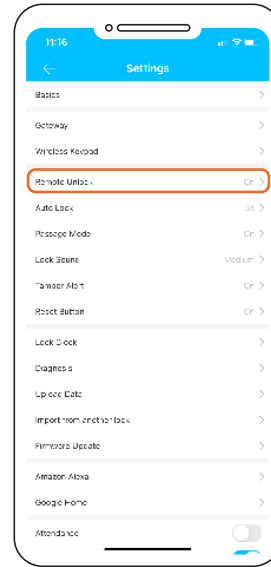 11:16
Settings
Basics
Gateway
Wireless Keypad
Remote Unlock On
Auto Lock 5s
Passage Mode On
Lock Sound Medium
Tamper Alert On
Reset Button On
Lock Clock
Diagnosis
Upload Data
Import from another lock
Firmware Update
Amazon Alexa
Google Home
Attendance